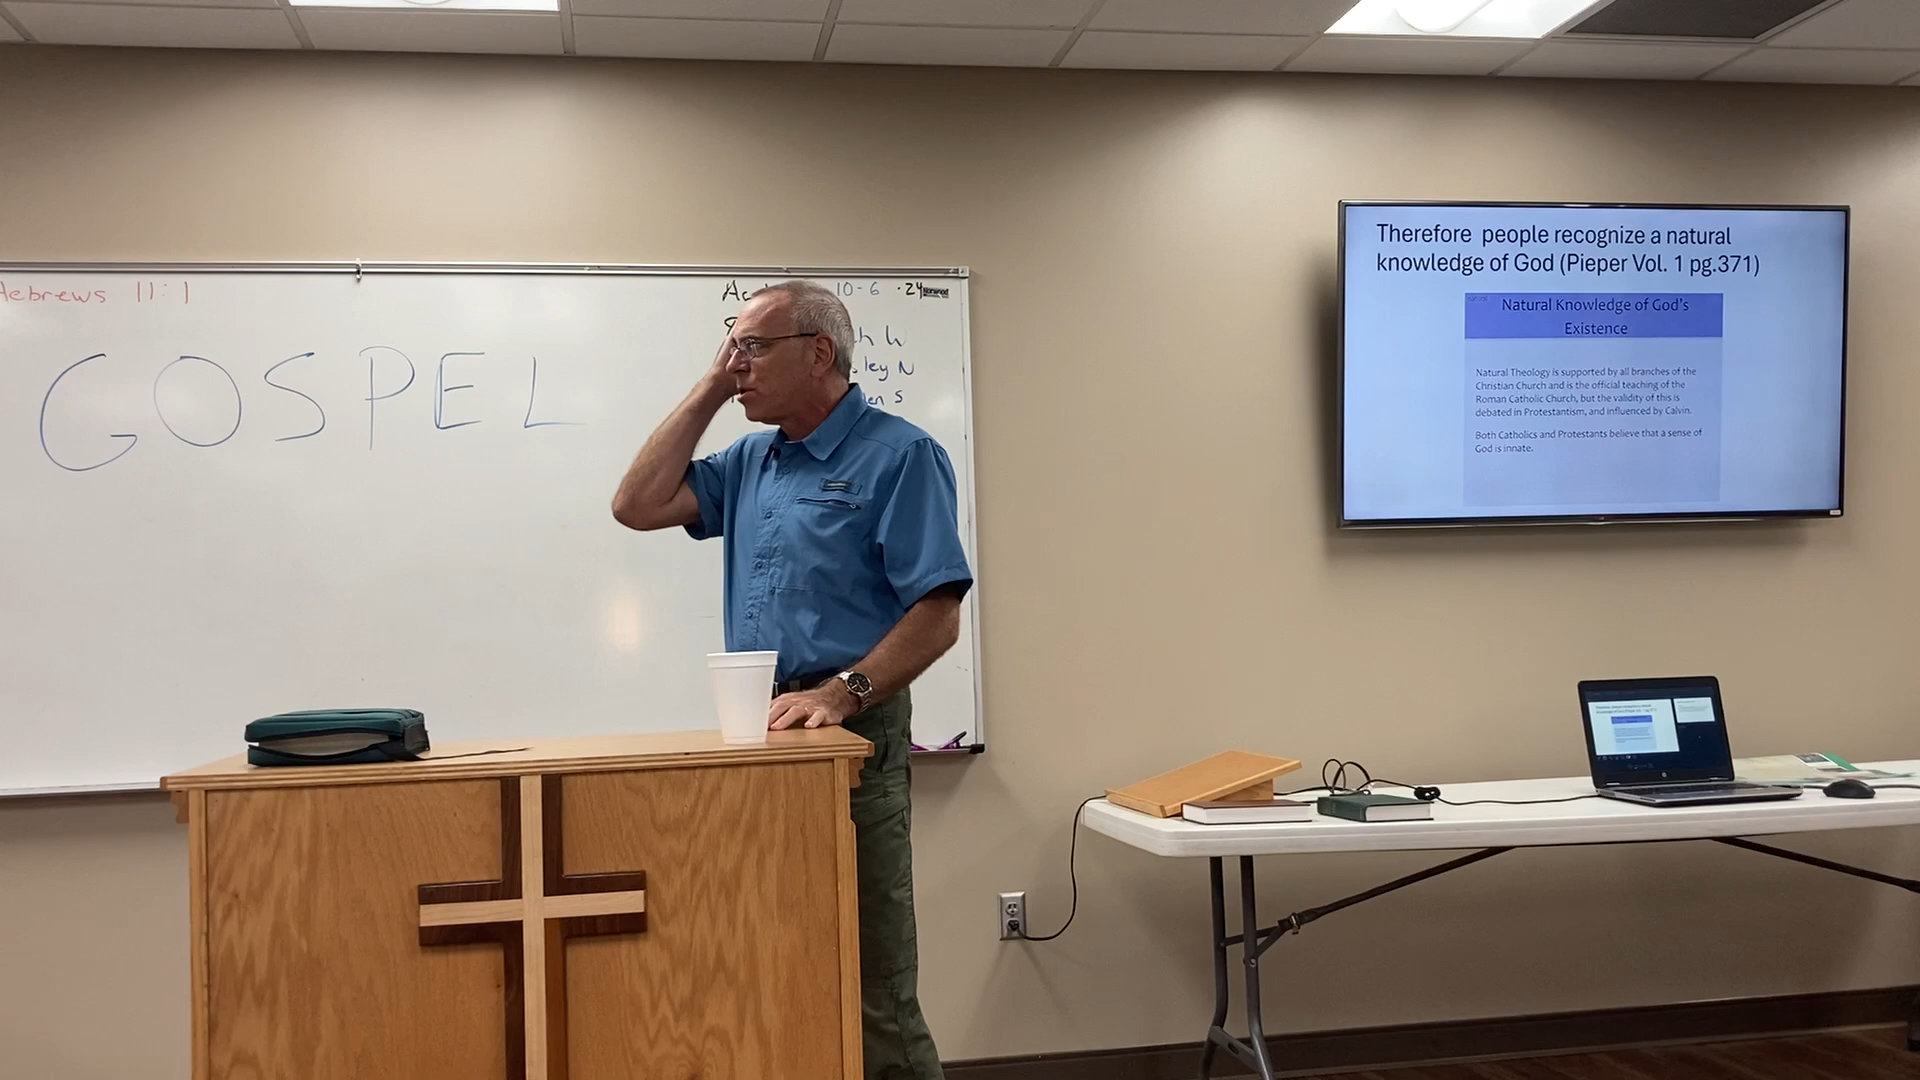 Hebrews 11:1
GOSPEL
10-6 -24
h W
sley N
en S
Therefore people recognize a natural
knowledge of God (Pieper Vol. 1 pg.371)
Natural Knowledge of God's
Existence
Natural Theology is supported by all branches of the
Christian Church and is the official teaching of the
Roman Catholic Church, but the validity of this is
debated in Protestantism, and influenced by Calvin.
Both Catholics and Protestants believe that a sense of
God is innate.